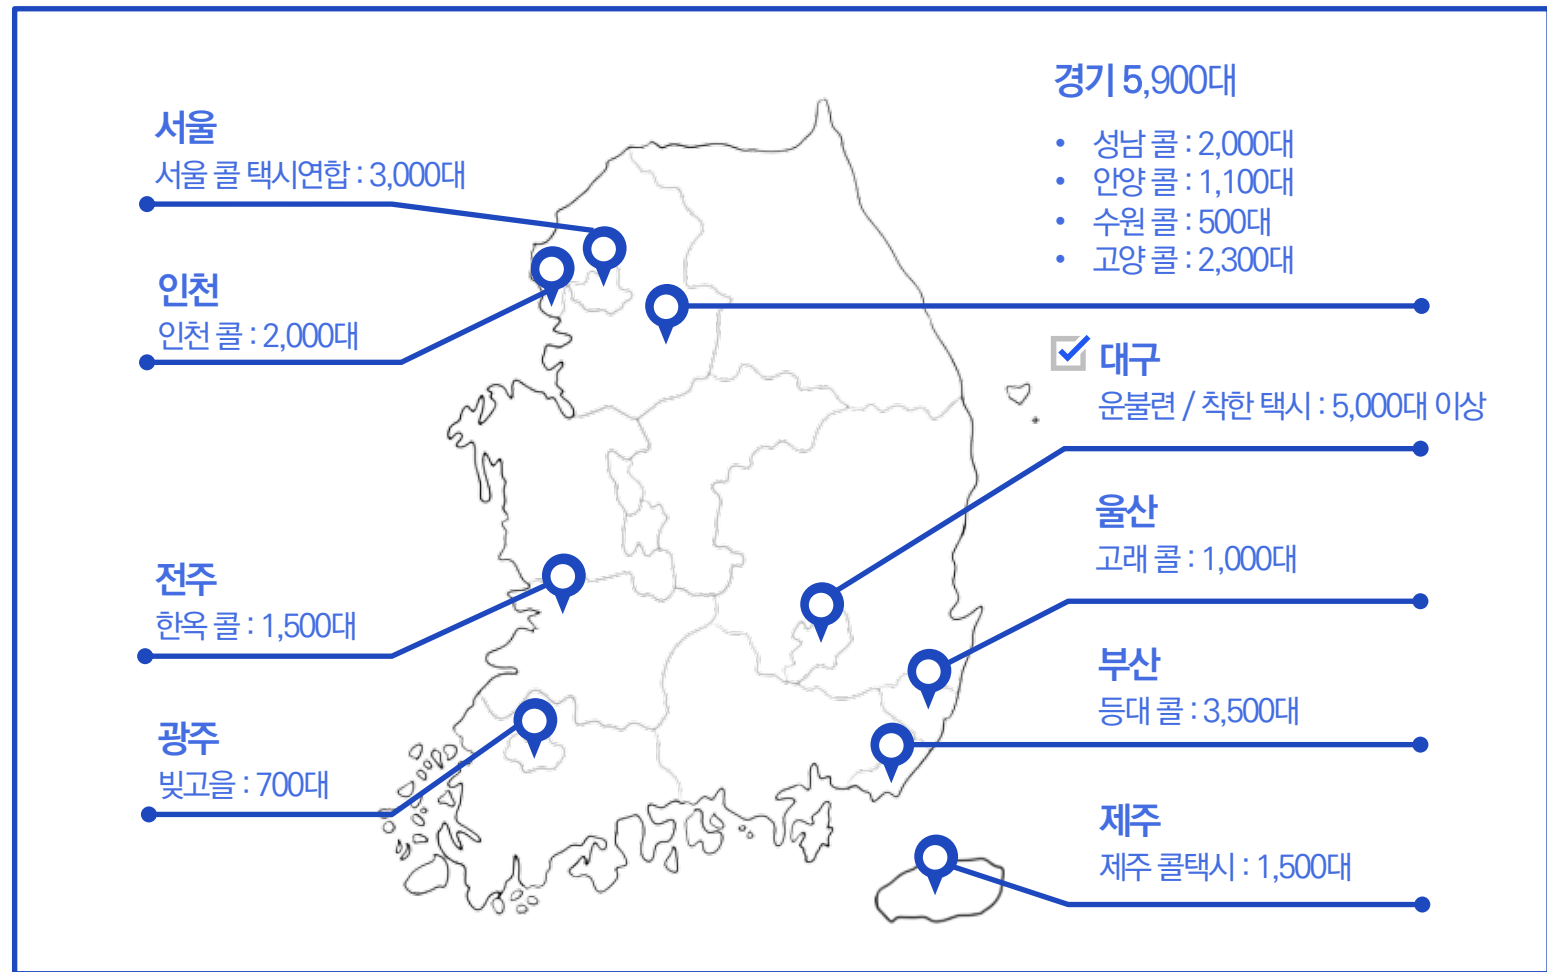 서울
서울 콜 택시연합 : 3,000대
인천
인천 콜 : 2,000대
전주
한옥 콜 : 1,500대
광주
빛고을 : 700대
경기 5,900대
• 성남 콜 : 2,000대
• 안양 콜 : 1,100대
• 수원 콜 : 500대
• 고양 콜 : 2,300대
대구
운불련 / 착한 택시 : 5,000대 이상
울산
고래 콜 : 1,000대
부산
등대 콜 : 3,500대
제주
제주 콜택시 : 1,500대